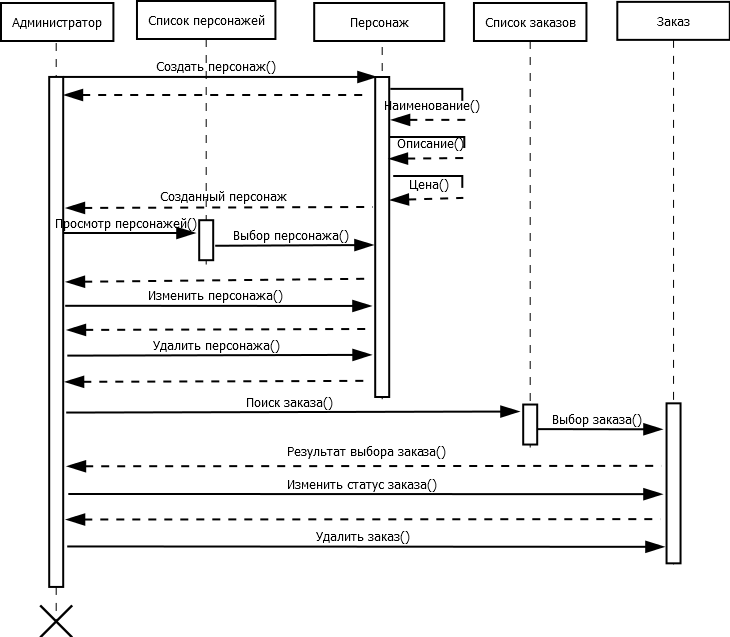 Администратор
Список персонажей
Персонаж
Список заказов
Заказ
Создать персонаж()
Наименование()
Описание()
Цена()
Созданный персонаж
Просмотр персонажей()
Выбор персонажа()
Изменить персонажа()
Удалить персонажа()
Поиск заказа()
Выбор заказа()
Результат выбора заказа()
Изменить статус заказа()
Удалить заказ()